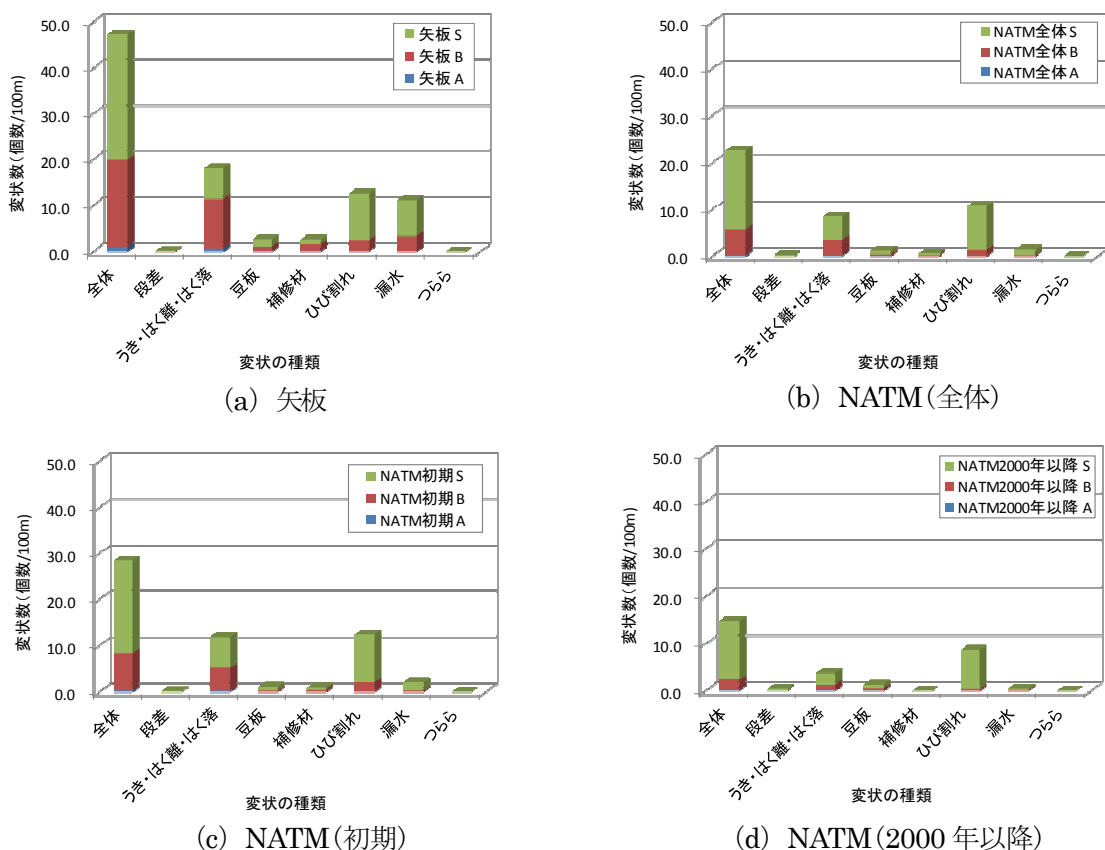 50.0
40.0
30.0
20.0
10.0
0.0
変状数(個数/100m)
矢板 S
矢板 B
矢板 A
全体
段差
うき・はく離・はく落
豆板
補修材
ひび割れ
漏水
つらら
変状の種類
(a) 矢板
50.0
40.0
30.0
20.0
10.0
0.0
変状数(個数/100m)
NATM全体 S
NATM全体 B
NATM全体 A
全体
段差
うき・はく離・はく落
豆板
補修材
ひび割れ
漏水
つらら
変状の種類
(b) NATM(全体)
50.0
40.0
30.0
20.0
10.0
0.0
変状数(個数/100m)
NATM初期 S
NATM初期 B
NATM初期 A
全体
段差
うき・はく離・はく落
豆板
補修材
ひび割れ
漏水
つらら
変状の種類
(c) NATM(初期)
50.0
40.0
30.0
20.0
10.0
0.0
変状数(個数/100m)
NATM2000年以降 S
NATM2000年以降 B
NATM2000年以降 A
全体
段差
うき・はく離・はく落
豆板
補修材
ひび割れ
漏水
つらら
変状の種類
(d) NATM(2000 年以降)